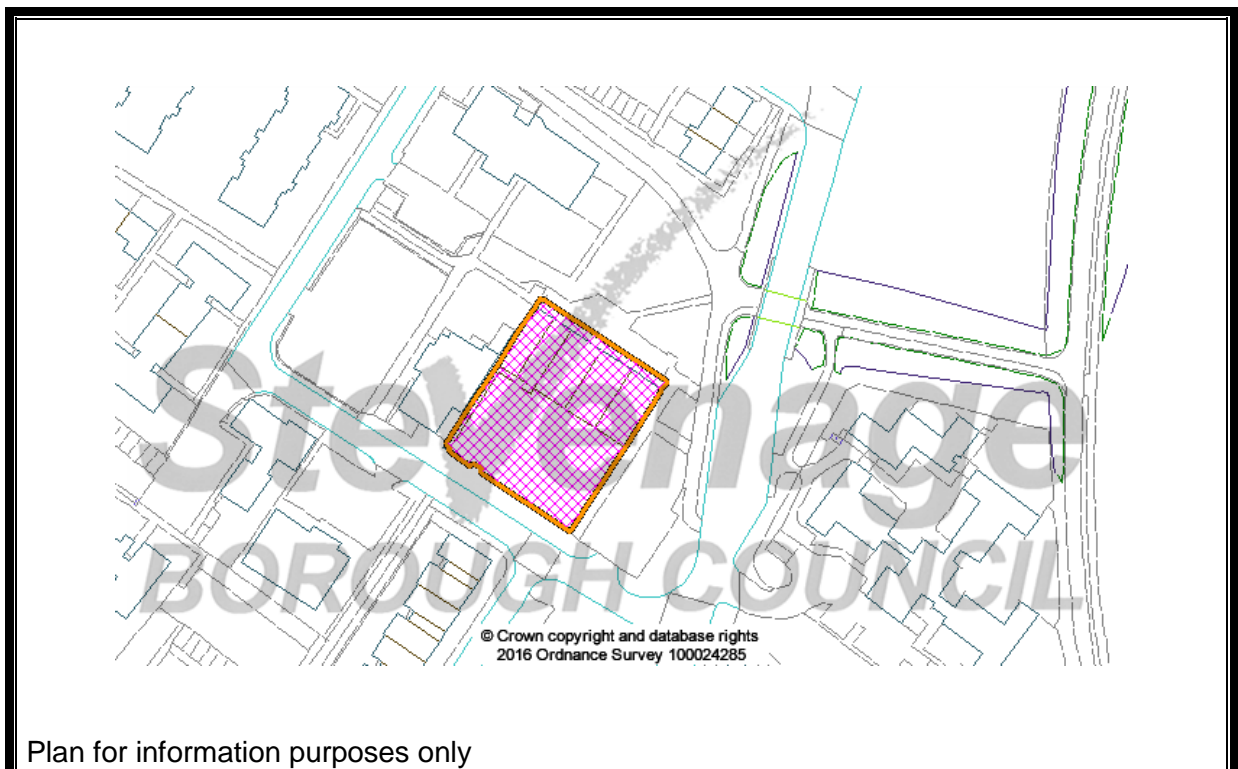 Stevenage
BOROUGH COUNCIL
© Crown copyright and database rights
2016 Ordnance Survey 100024285
Plan for information purposes only